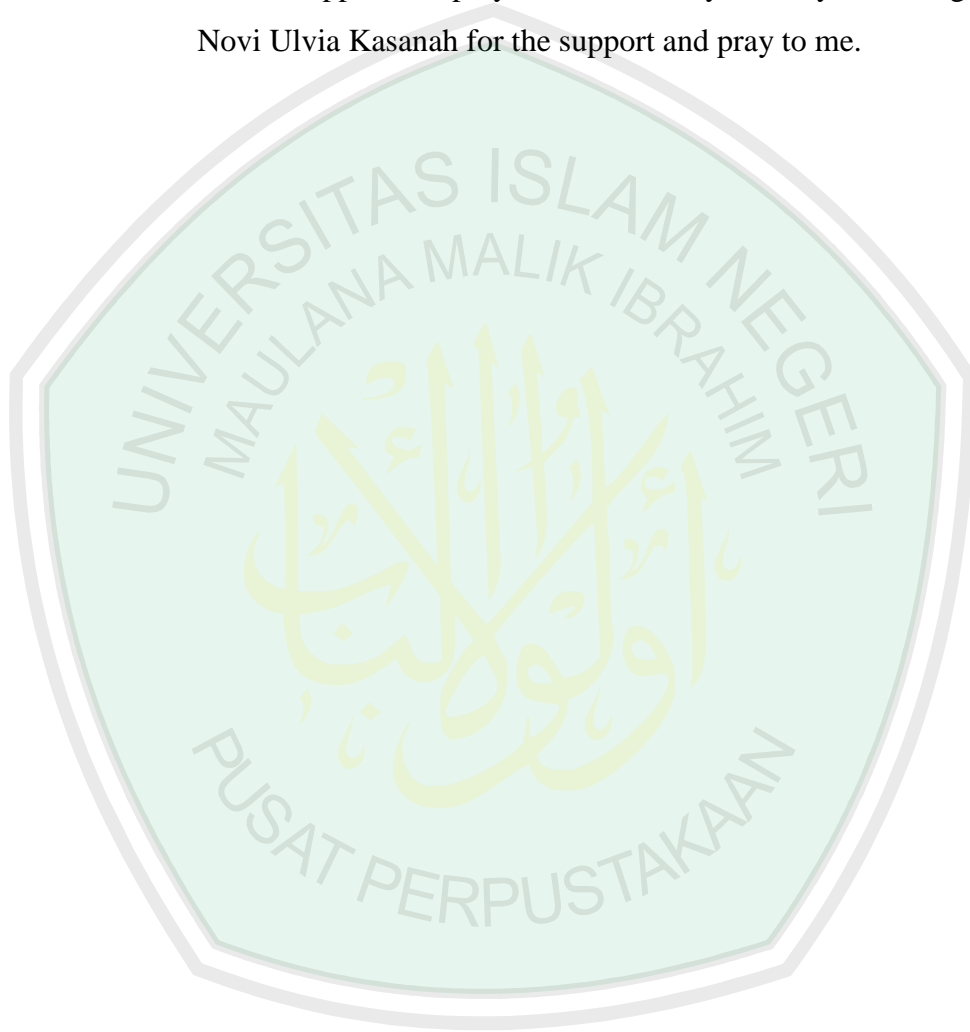 Novi Ulvia Kasanah for the support and pray to me.
UNIVERSITAS ISLAM NEGERI
MAULANA MALIK IBRAHIM
أولوا الألباب
PUSAT PERPUSTAKAAN